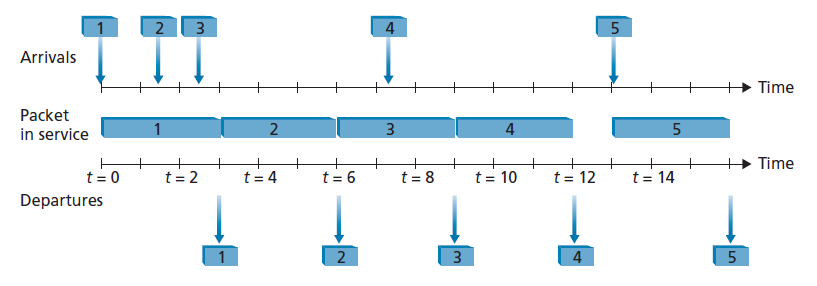 1 2 3 4 5
Arrivals
Time
Packet
in service
1 2 3 4 5
Time
t = 0 t = 2 t = 4 t = 6 t = 8 t = 10 t = 12 t = 14
Departures
1 2 3 4 5